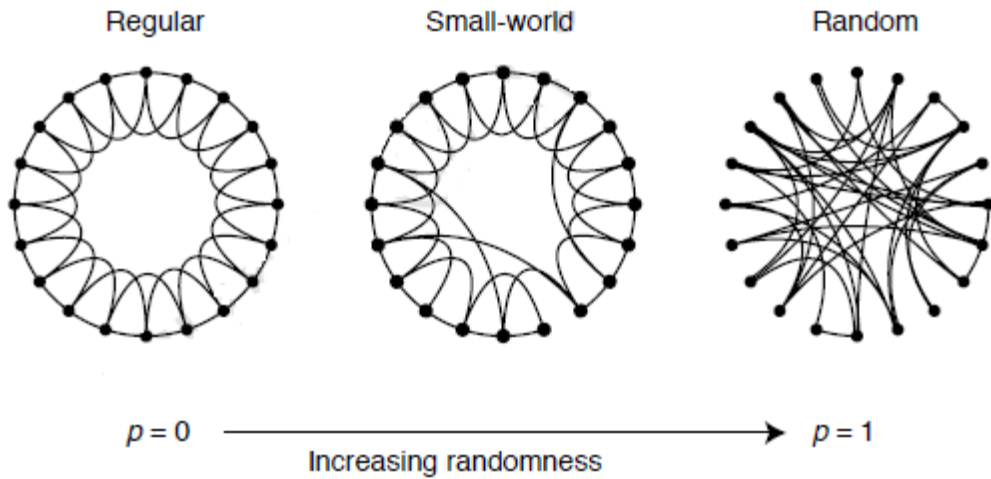 Regular
Small-world
Random
p = 0
p = 1
Increasing randomness